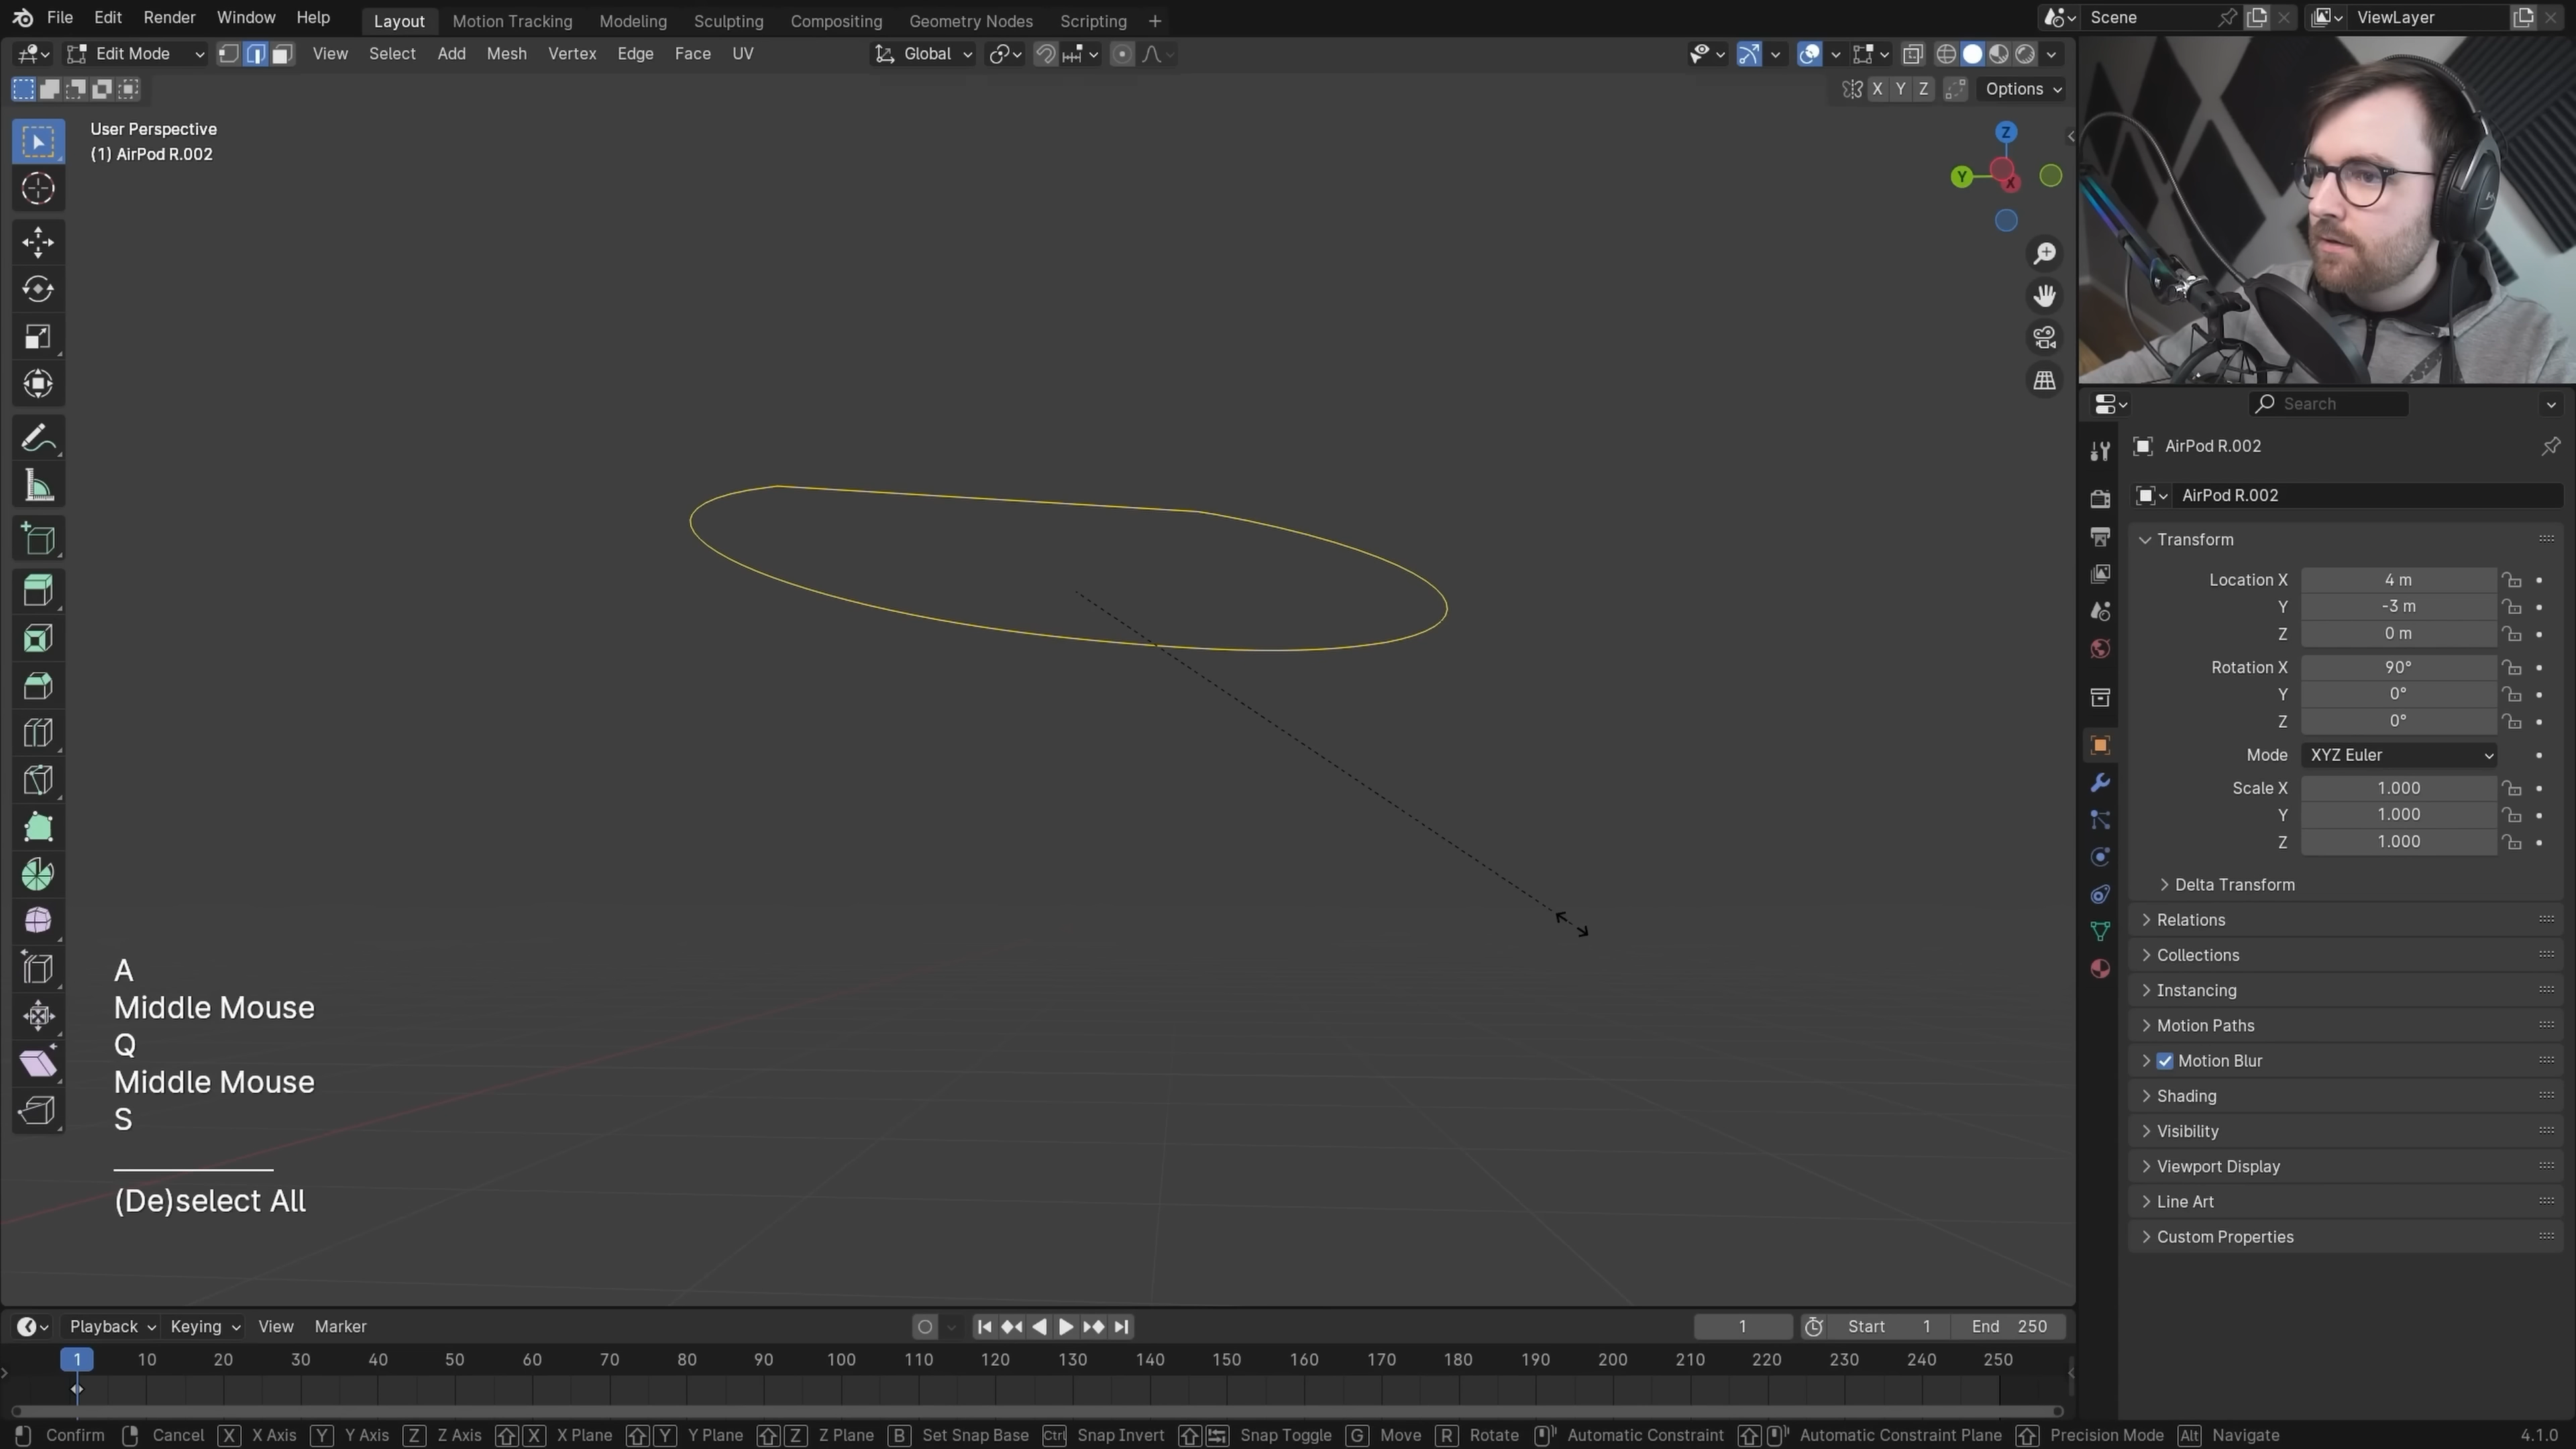 File Edit Render Window Help Layout Motion Tracking Modeling Sculpting Compositing Geometry Nodes Scripting + Scene ViewLayer
Edit Mode View Select Add Mesh Vertex Edge Face UV Global
X Y Z Options
User Perspective
(1) AirPod R.002
Z
Y
X
Search
AirPod R.002
AirPod R.002
Transform
Location X 4 m
Y -3 m
Z 0 m
Rotation X 90°
Y 0°
Z 0°
Mode XYZ Euler
Scale X 1.000
Y 1.000
Z 1.000
Delta Transform
Relations
Collections
Instancing
Motion Paths
Motion Blur
Shading
Visibility
Viewport Display
Line Art
Custom Properties
A
Middle Mouse
Q
Middle Mouse
S
(De)select All
Playback Keying View Marker 1 Start 1 End 250
1 10 20 30 40 50 60 70 80 90 100 110 120 130 140 150 160 170 180 190 200 210 220 230 240 250
Confirm Cancel X X Axis Y Y Axis Z Z Axis X X Plane Y Y Plane Z Z Plane B Set Snap Base Ctrl Snap Invert Snap Toggle G Move R Rotate Automatic Constraint Automatic Constraint Plane Precision Mode Alt Navigate 4.1.0